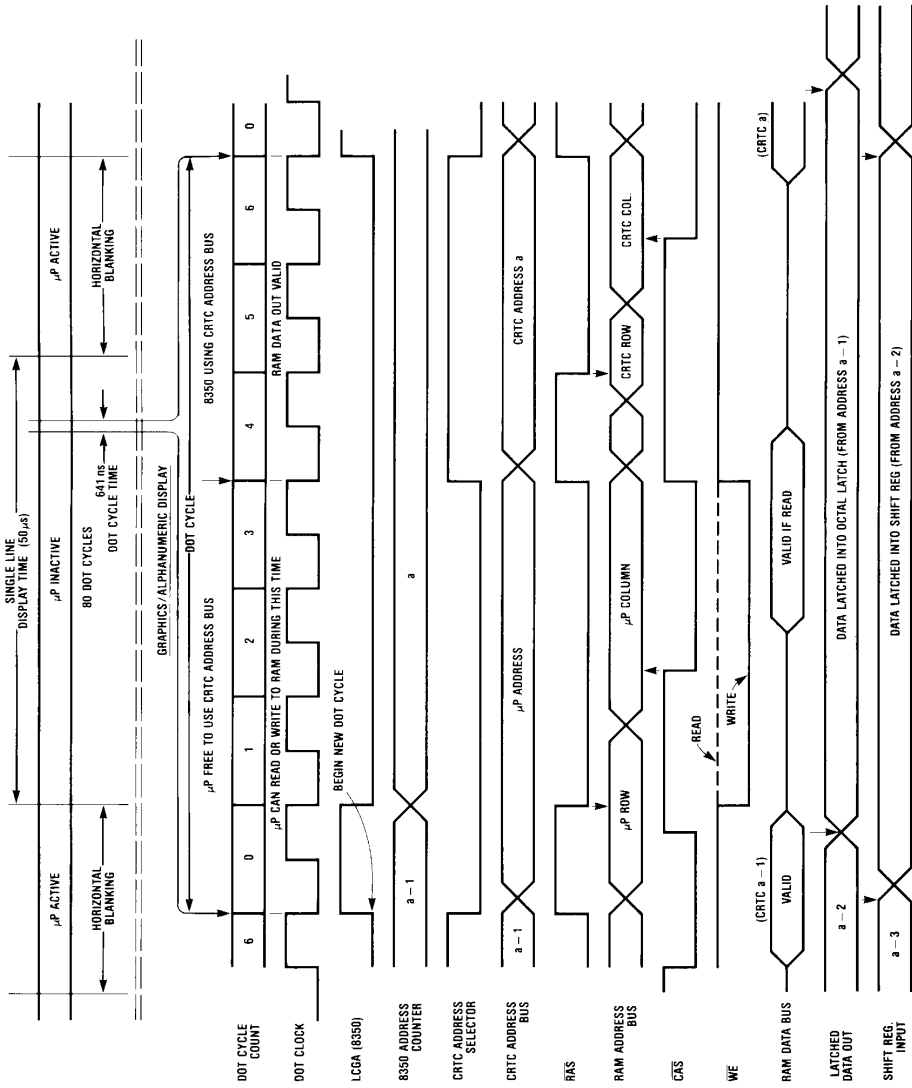 SINGLE LINE
DISPLAY TIME (50μs)
μP ACTIVE
μP INACTIVE
μP ACTIVE
HORIZONTAL
BLANKING
80 DOT CYCLES
641 ns
DOT CYCLE TIME
HORIZONTAL
BLANKING
GRAPHICS/ALPHANUMERIC DISPLAY
DOT CYCLE
μP FREE TO USE CRTC ADDRESS BUS
8350 USING CRTC ADDRESS BUS
DOT CYCLE
COUNT
6 0 1 2 3 4 5 6 0
μP CAN READ OR WRITE TO RAM DURING THIS TIME
RAM DATA OUT VALID
DOT CLOCK
BEGIN NEW DOT CYCLE
LCGA (8350)
8350 ADDRESS
COUNTER
a − 1
a
CRTC ADDRESS
SELECTOR
CRTC ADDRESS
BUS
a − 1
μP ADDRESS
CRTC ADDRESS a
RAS
RAM ADDRESS
BUS
μP ROW
μP COLUMN
CRTC ROW
CRTC COL.
CAS
READ
WE
WRITE
(CRTC a − 1)
(CRTC a)
RAM DATA BUS
VALID
VALID IF READ
LATCHED
DATA OUT
a − 2
DATA LATCHED INTO OCTAL LATCH (FROM ADDRESS a − 1)
SHIFT REG.
INPUT
a − 3
DATA LATCHED INTO SHIFT REG (FROM ADDRESS a − 2)